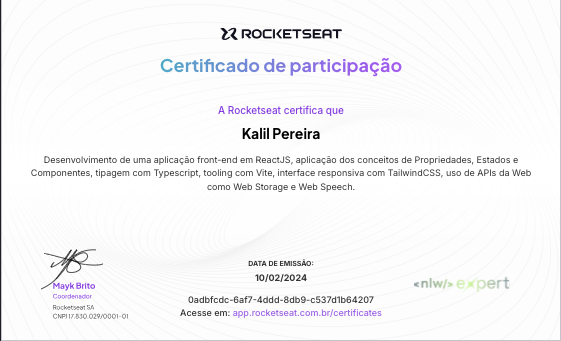 ROCKETSEAT
Certificado de participação
A Rocketseat certifica que
Kalil Pereira
Desenvolvimento de uma aplicação front-end em ReactJS, aplicação dos conceitos de Propriedades, Estados e
Componentes, tipagem com Typescript, tooling com Vite, interface responsiva com TailwindCSS, uso de APIs da Web
como Web Storage e Web Speech.
Mayk Brito
Coordenador
Rocketseat SA
CNPJ 17.830.029/0001-01
DATA DE EMISSÃO:
10/02/2024
0adbfcdc-6af7-4ddd-8db9-c537d1b64207
Acesse em: app.rocketseat.com.br/certificates
<nlw/> expert